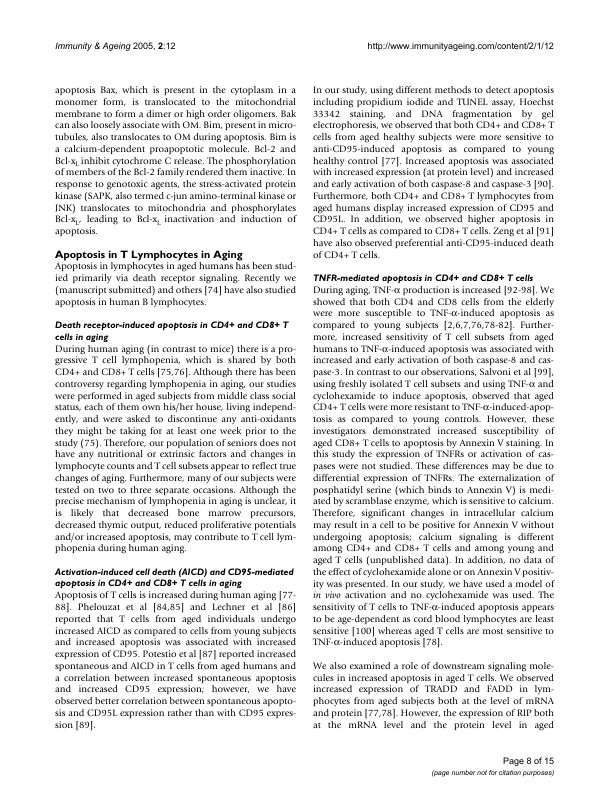 Immunity & Ageing 2005, 2:12
http://www.immunityageing.com/content/2/1/12
apoptosis Bax, which is present in the cytoplasm in a
monomer form, is translocated to the mitochondrial
membrane to form a dimer or high order oligomers. Bak
can also loosely associate with OM. Bim, present in micro-
tubules, also translocates to OM during apoptosis. Bim is
a calcium-dependent proapoptotic molecule. Bcl-2 and
Bcl-xL inhibit cytochrome C release. The phosphorylation
of members of the Bcl-2 family rendered them inactive. In
response to genotoxic agents, the stress-activated protein
kinase (SAPK, also termed c-jun amino-terminal kinase or
JNK) translocates to mitochondria and phosphorylates
Bcl-xL, leading to Bcl-xL inactivation and induction of
apoptosis.
Apoptosis in T Lymphocytes in Aging
Apoptosis in lymphocytes in aged humans has been stud-
ied primarily via death receptor signaling. Recently we
(manuscript submitted) and others [74] have also studied
apoptosis in human B lymphocytes.
Death receptor-induced apoptosis in CD4+ and CD8+ T
cells in aging
During human aging (in contrast to mice) there is a pro-
gressive T cell lymphopenia, which is shared by both
CD4+ and CD8+ T cells [75,76]. Although there has been
controversy regarding lymphopenia in aging, our studies
were performed in aged subjects from middle class social
status, each of them own his/her house, living independ-
ently, and were asked to discontinue any anti-oxidants
they might be taking for at least one week prior to the
study (75). Therefore, our population of seniors does not
have any nutritional or extrinsic factors and changes in
lymphocyte counts and T cell subsets appear to reflect true
changes of aging. Furthermore, many of our subjects were
tested on two to three separate occasions. Although the
precise mechanism of lymphopenia in aging is unclear, it
is likely that decreased bone marrow precursors,
decreased thymic output, reduced proliferative potentials
and/or increased apoptosis, may contribute to T cell lym-
phopenia during human aging.
Activation-induced cell death (AICD) and CD95-mediated
apoptosis in CD4+ and CD8+ T cells in aging
Apoptosis of T cells is increased during human aging [77-
88]. Phelouzat et al [84,85] and Lechner et al [86]
reported that T cells from aged individuals undergo
increased AICD as compared to cells from young subjects
and increased apoptosis was associated with increased
expression of CD95. Potestio et al [87] reported increased
spontaneous and AICD in T cells from aged humans and
a correlation between increased spontaneous apoptosis
and increased CD95 expression; however, we have
observed better correlation between spontaneous apopto-
sis and CD95L expression rather than with CD95 expres-
sion [89].
In our study, using different methods to detect apoptosis
including propidium iodide and TUNEL assay, Hoechst
33342 staining, and DNA fragmentation by gel
electrophoresis, we observed that both CD4+ and CD8+ T
cells from aged healthy subjects were more sensitive to
anti-CD95-induced apoptosis as compared to young
healthy control [77]. Increased apoptosis was associated
with increased expression (at protein level) and increased
and early activation of both caspase-8 and caspase-3 [90].
Furthermore, both CD4+ and CD8+ T lymphocytes from
aged humans display increased expression of CD95 and
CD95L. In addition, we observed higher apoptosis in
CD4+ T cells as compared to CD8+ T cells. Zeng et al [91]
have also observed preferential anti-CD95-induced death
of CD4+ T cells.
TNFR-mediated apoptosis in CD4+ and CD8+ T cells
During aging, TNF-α production is increased [92-98]. We
showed that both CD4 and CD8 cells from the elderly
were more susceptible to TNF-α-induced apoptosis as
compared to young subjects [2,6,7,76,78-82]. Further-
more, increased sensitivity of T cell subsets from aged
humans to TNF-α-induced apoptosis was associated with
increased and early activation of both caspase-8 and cas-
pase-3. In contrast to our observations, Salvoni et al [99],
using freshly isolated T cell subsets and using TNF-α and
cyclohexamide to induce apoptosis, observed that aged
CD4+ T cells were more resistant to TNF-α-induced-apop-
tosis as compared to young controls. However, these
investigators demonstrated increased susceptibility of
aged CD8+ T cells to apoptosis by Annexin V staining. In
this study the expression of TNFRs or activation of cas-
pases were not studied. These differences may be due to
differential expression of TNFRs. The externalization of
posphatidyl serine (which binds to Annexin V) is medi-
ated by scramblase enzyme, which is sensitive to calcium.
Therefore, significant changes in intracellular calcium
may result in a cell to be positive for Annexin V without
undergoing apoptosis; calcium signaling is different
among CD4+ and CD8+ T cells and among young and
aged T cells (unpublished data). In addition, no data of
the effect of cyclohexamide alone or on Annexin V positiv-
ity was presented. In our study, we have used a model of
in vivo activation and no cyclohexamide was used. The
sensitivity of T cells to TNF-α-induced apoptosis appears
to be age-dependent as cord blood lymphocytes are least
sensitive [100] whereas aged T cells are most sensitive to
TNF-α-induced apoptosis [78].
We also examined a role of downstream signaling mole-
cules in increased apoptosis in aged T cells. We observed
increased expression of TRADD and FADD in lym-
phocytes from aged subjects both at the level of mRNA
and protein [77,78]. However, the expression of RIP both
at the mRNA level and the protein level in aged
Page 8 of 15
(page number not for citation purposes)